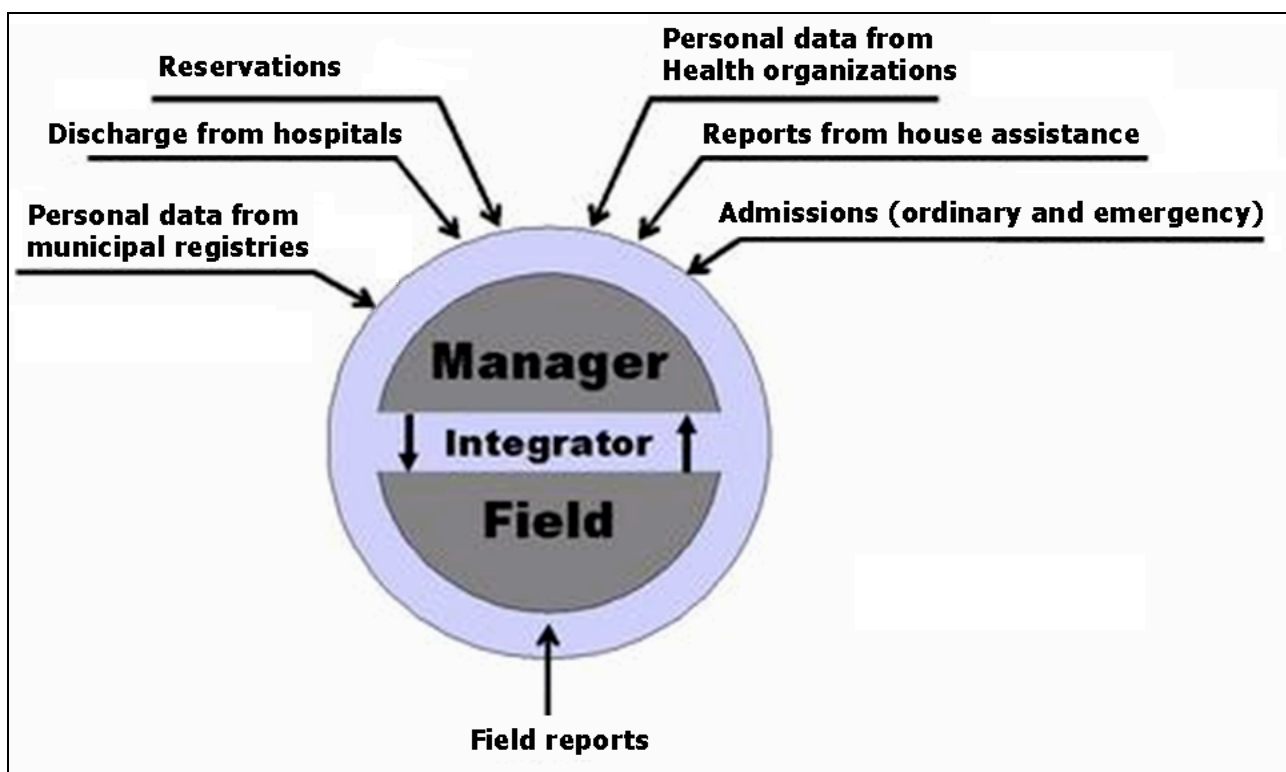 Reservations
Personal data from
Health organizations
Discharge from hospitals
Reports from house assistance
Personal data from
municipal registries
Admissions (ordinary and emergency)
Manager
Integrator
Field
Field reports